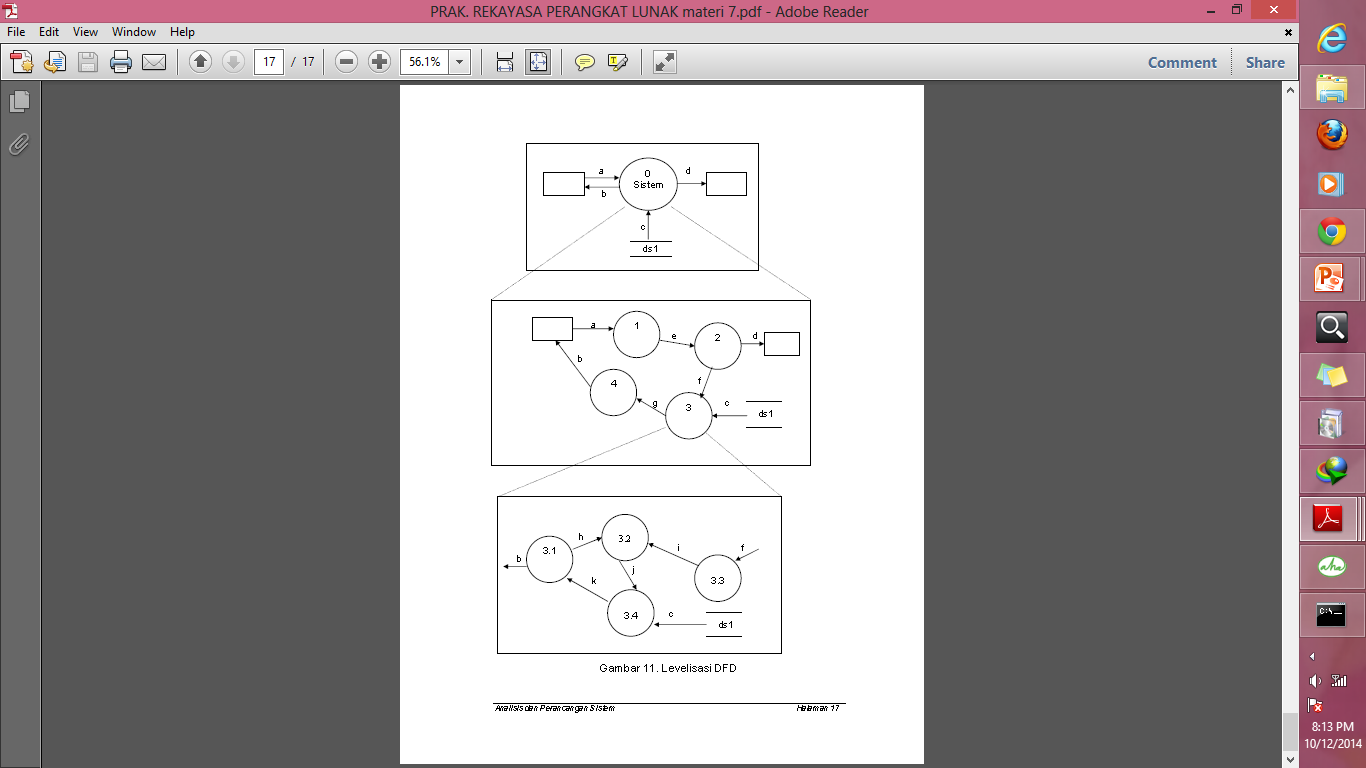 PRAK. REKAYASA PERANGKAT LUNAK materi 7.pdf - Adobe Reader
File Edit View Window Help
17 / 17 56.1% Comment Share
0
Sistem
a
b
d
c
ds1
1
a
e
2
d
b
4
f
g
3
c
ds1
3.1
h
3.2
b
i
f
j
k
3.3
3.4
c
ds1
Gambar 11. Levelisasi DFD
Analisis dan Perancangan Sistem Halaman 17
8:13 PM
10/12/2014